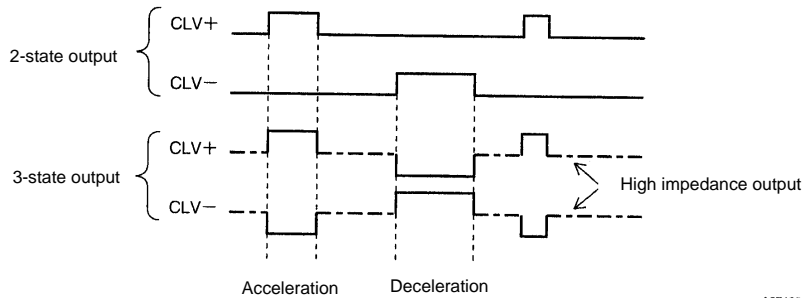 CLV+
2-state output
CLV−
CLV+
3-state output
High impedance output
CLV−
Acceleration
Deceleration